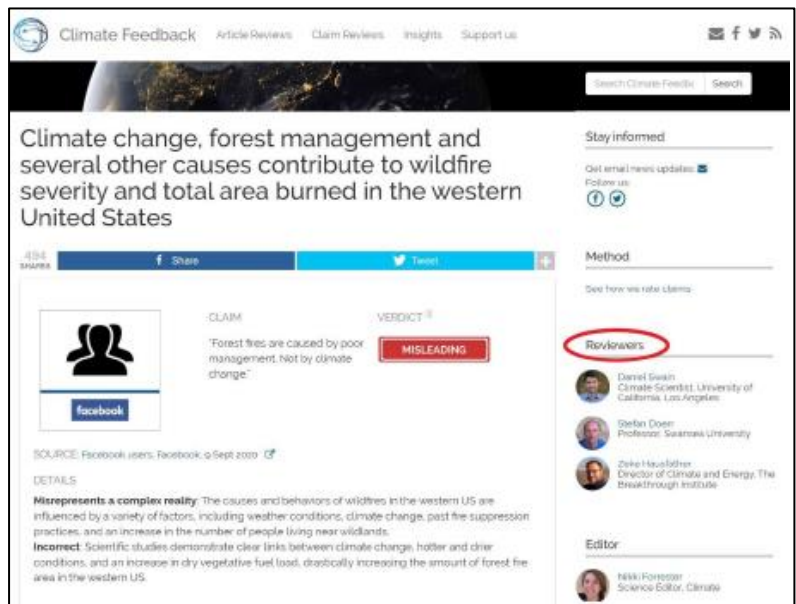 Climate Feedback Article Reviews Claim Reviews Insights Support us
Search Climate Feedb Search
Climate change, forest management and
several other causes contribute to wildfire
severity and total area burned in the western
United States
494
SHARES
Share
Tweet
CLAIM
"Forest fires are caused by poor
management. Not by climate
change."
VERDICT
MISLEADING
facebook
SOURCE: Facebook users, Facebook, 9 Sept 2020
DETAILS
Misrepresents a complex reality: The causes and behaviors of wildfires in the western US are
influenced by a variety of factors, including weather conditions, climate change, past fire suppression
practices, and an increase in the number of people living near wildlands.
Incorrect: Scientific studies demonstrate clear links between climate change, hotter and drier
conditions, and an increase in dry vegetative fuel load, drastically increasing the amount of forest fire
area in the western US.
Stay informed
Get email news updates:
Follow us:
Method
See how we rate claims
Reviewers
Daniel Swain
Climate Scientist, University of
California, Los Angeles
Stefan Doerr
Professor, Swansea University
Zeke Hausfather
Director of Climate and Energy, The
Breakthrough Institute
Editor
Nikki Forrester
Science Editor, Climate